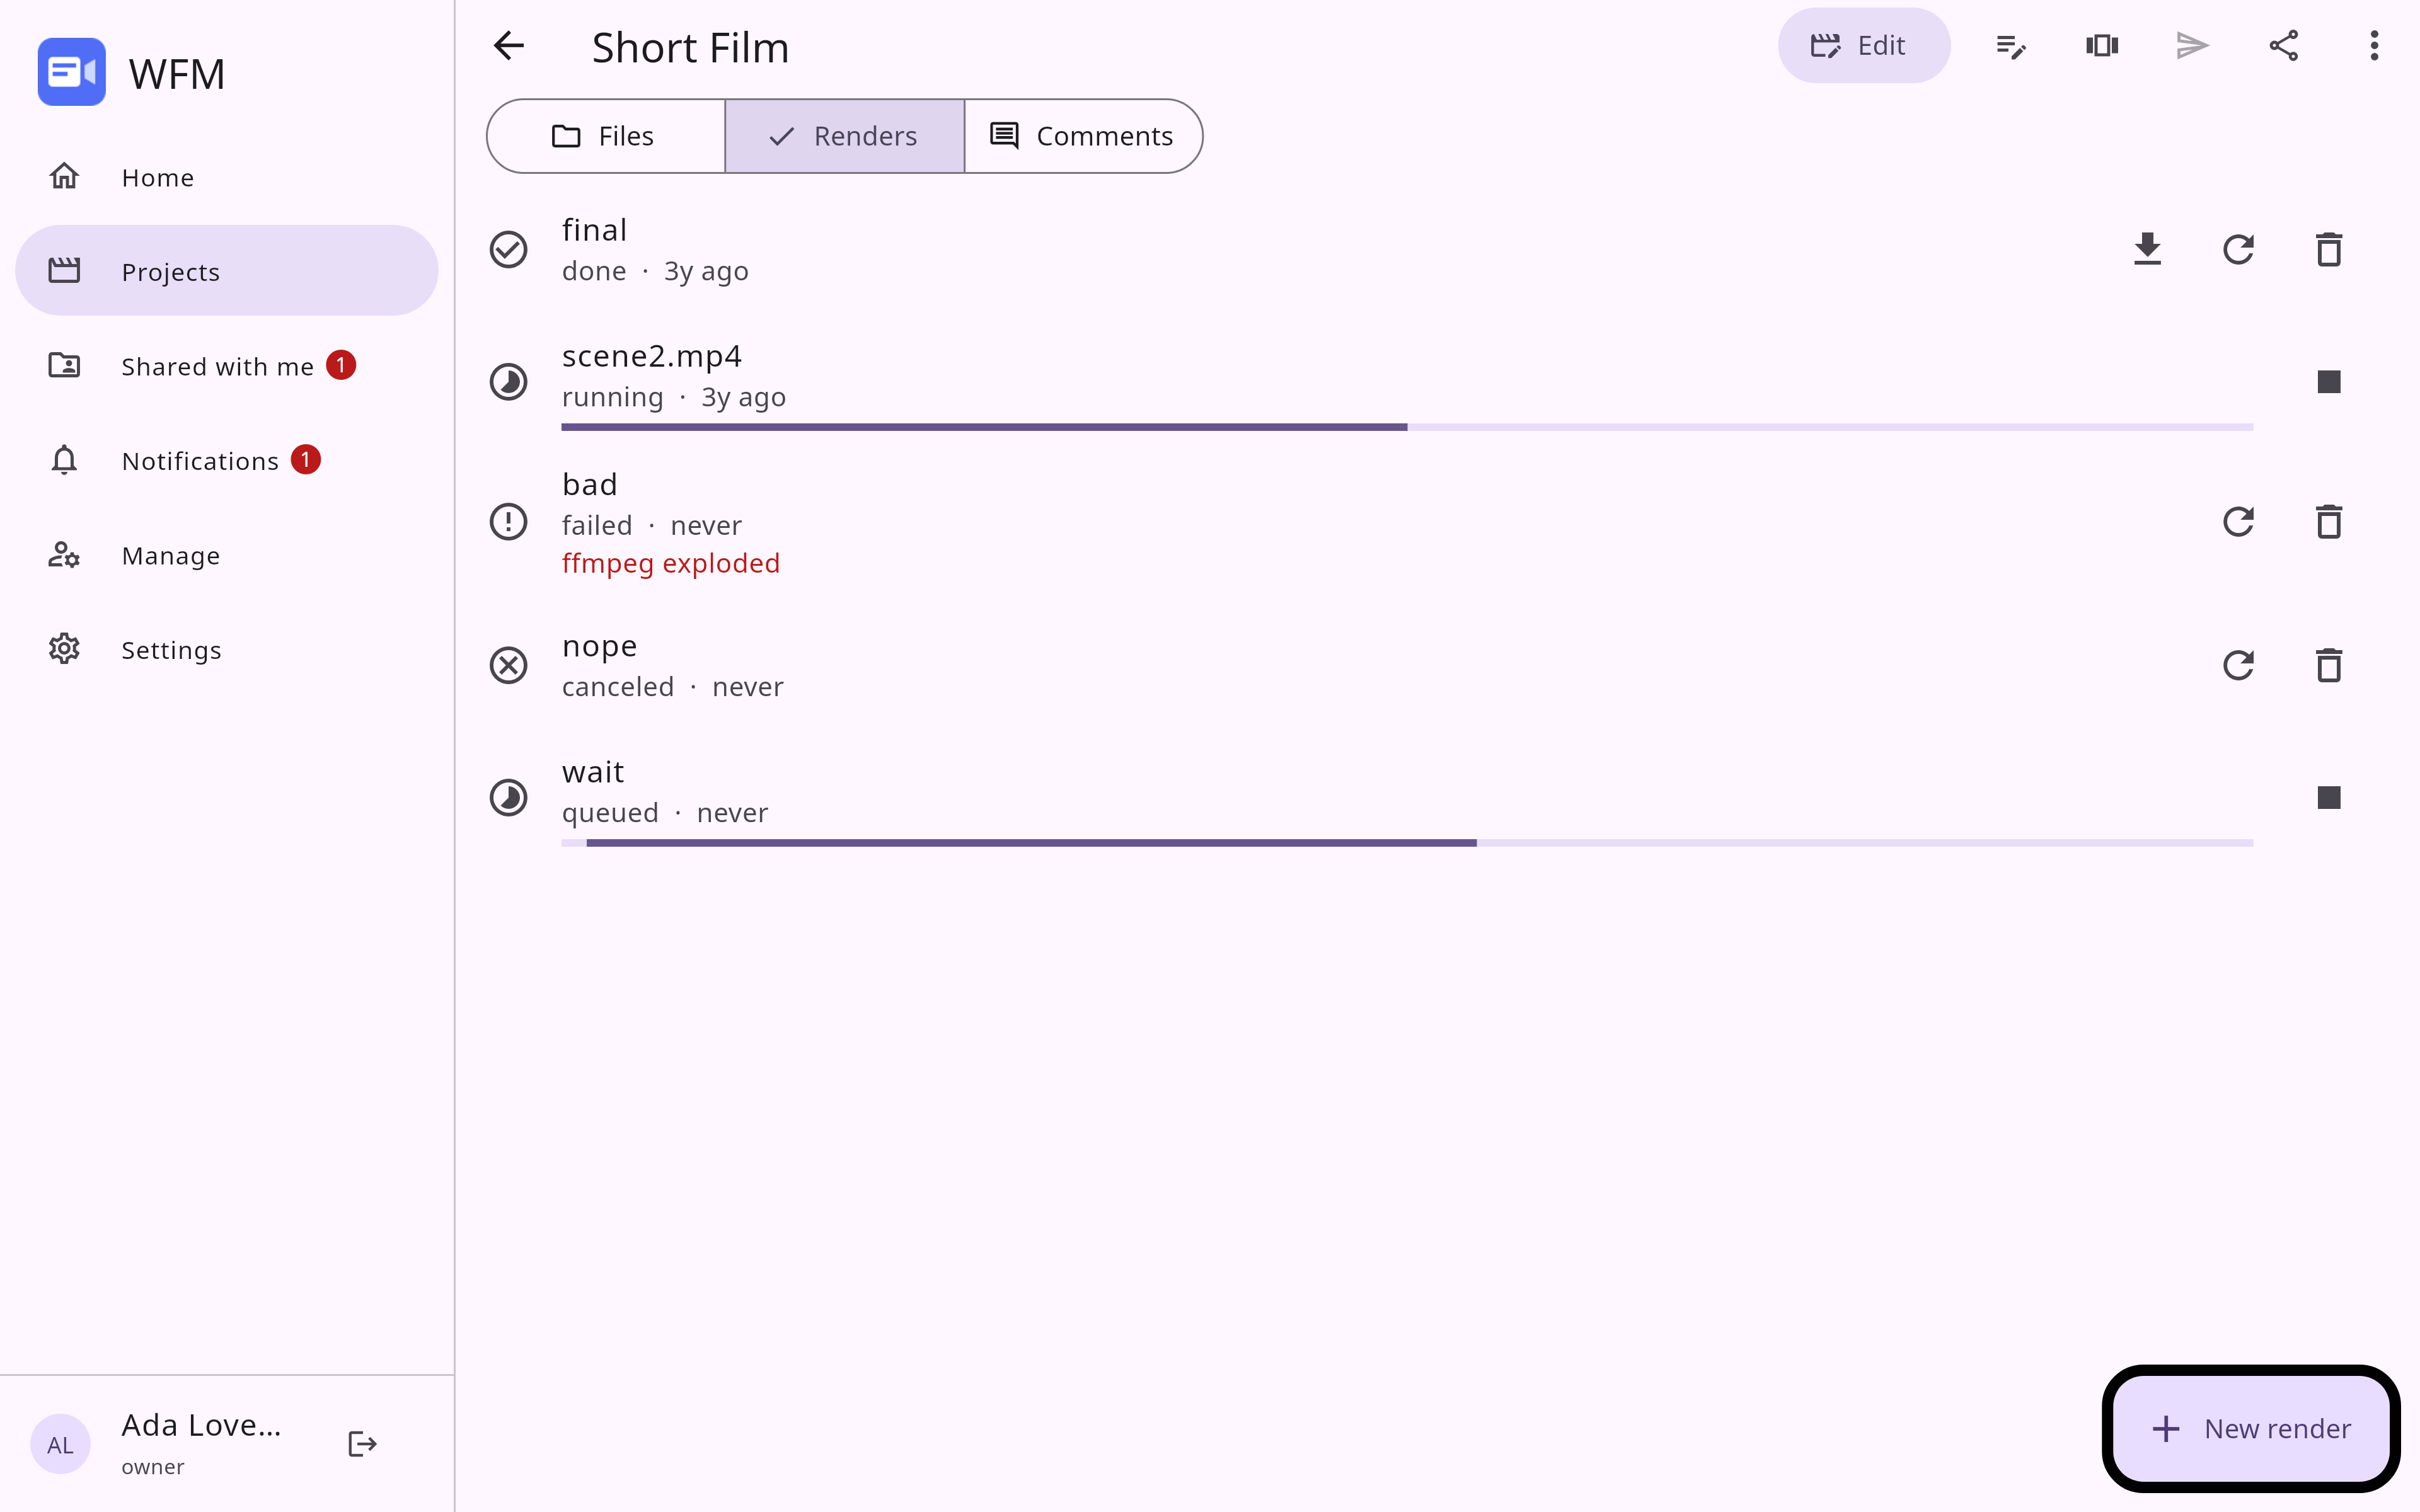 WFM
Home
Projects
Shared with me 1
Notifications 1
Manage
Settings
Ada Love...
AL
owner
Short Film
Edit
Files
Renders
Comments
final
done · 3y ago
scene2.mp4
running · 3y ago
bad
failed · never
ffmpeg exploded
nope
canceled · never
wait
queued · never
New render